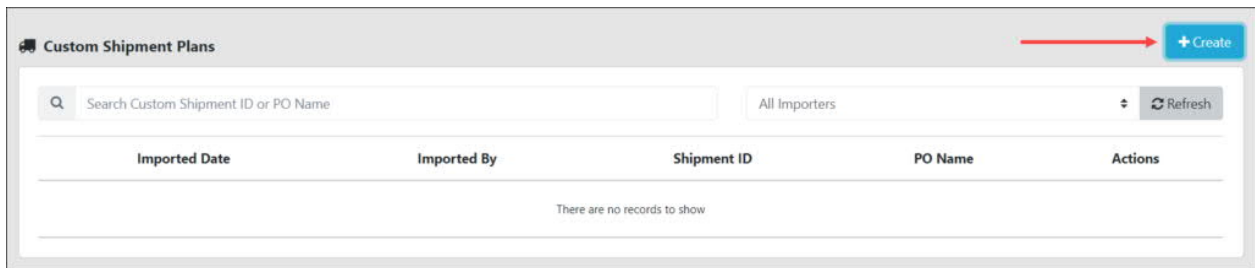 Custom Shipment Plans
+ Create
Search Custom Shipment ID or PO Name
All Importers
Refresh
Imported Date Imported By Shipment ID PO Name Actions
There are no records to show